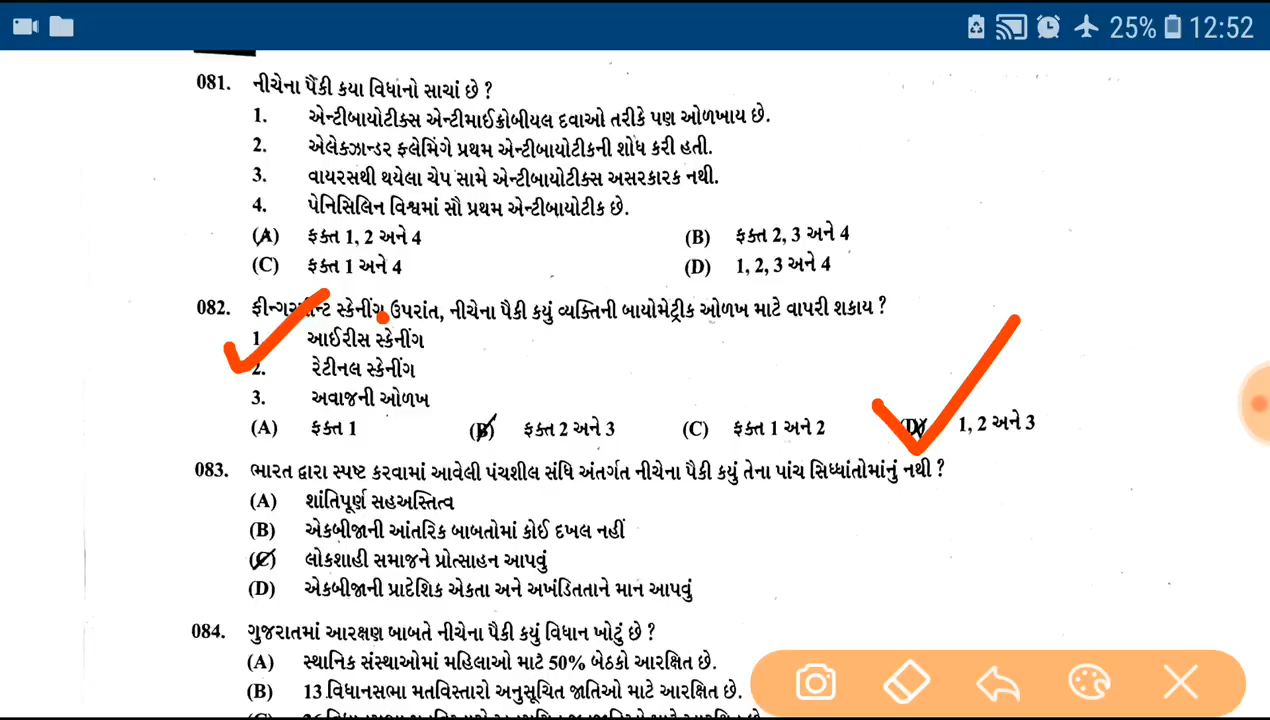 25% 12:52
081. નીચેના પૈકી કયા વિધાનો સાચાં છે ?
1. એન્ટીબાયોટીક્સ એન્ટીમાઈક્રોબીયલ દવાઓ તરીકે પણ ઓળખાય છે.
2. એલેક્ઝાન્ડર ફ્લેમિંગે પ્રથમ એન્ટીબાયોટીકની શોધ કરી હતી.
3. વાયરસથી થયેલા ચેપ સામે એન્ટીબાયોટીક્સ અસરકારક નથી.
4. પેનિસિલિન વિશ્વમાં સૌ પ્રથમ એન્ટીબાયોટીક છે.
(A) ફક્ત 1, 2 અને 4 (B) ફક્ત 2, 3 અને 4
(C) ફક્ત 1 અને 4 (D) 1, 2, 3 અને 4
082. ફીન્ગરપ્રીન્ટ સ્કેનીંગ ઉપરાંત, નીચેના પૈકી કયું વ્યક્તિની બાયોમેટ્રીક ઓળખ માટે વાપરી શકાય ?
1. આઈરીસ સ્કેનીંગ
2. રેટીનલ સ્કેનીંગ
3. અવાજની ઓળખ
(A) ફક્ત 1 (B) ફક્ત 2 અને 3 (C) ફક્ત 1 અને 2 (D) 1, 2 અને 3
083. ભારત દ્વારા સ્પષ્ટ કરવામાં આવેલી પંચશીલ સંધિ અંતર્ગત નીચેના પૈકી કયું તેના પાંચ સિધ્ધાંતોમાંનું નથી ?
(A) શાંતિપૂર્ણ સહઅસ્તિત્વ
(B) એકબીજાની આંતરિક બાબતોમાં કોઈ દખલ નહીં
(C) લોકશાહી સમાજને પ્રોત્સાહન આપવું
(D) એકબીજાની પ્રાદેશિક એકતા અને અખંડિતતાને માન આપવું
084. ગુજરાતમાં આરક્ષણ બાબતે નીચેના પૈકી કયું વિધાન ખોટું છે ?
(A) સ્થાનિક સંસ્થાઓમાં મહિલાઓ માટે 50% બેઠકો આરક્ષિત છે.
(B) 13 વિધાનસભા મતવિસ્તારો અનુસૂચિત જાતિઓ માટે આરક્ષિત છે.